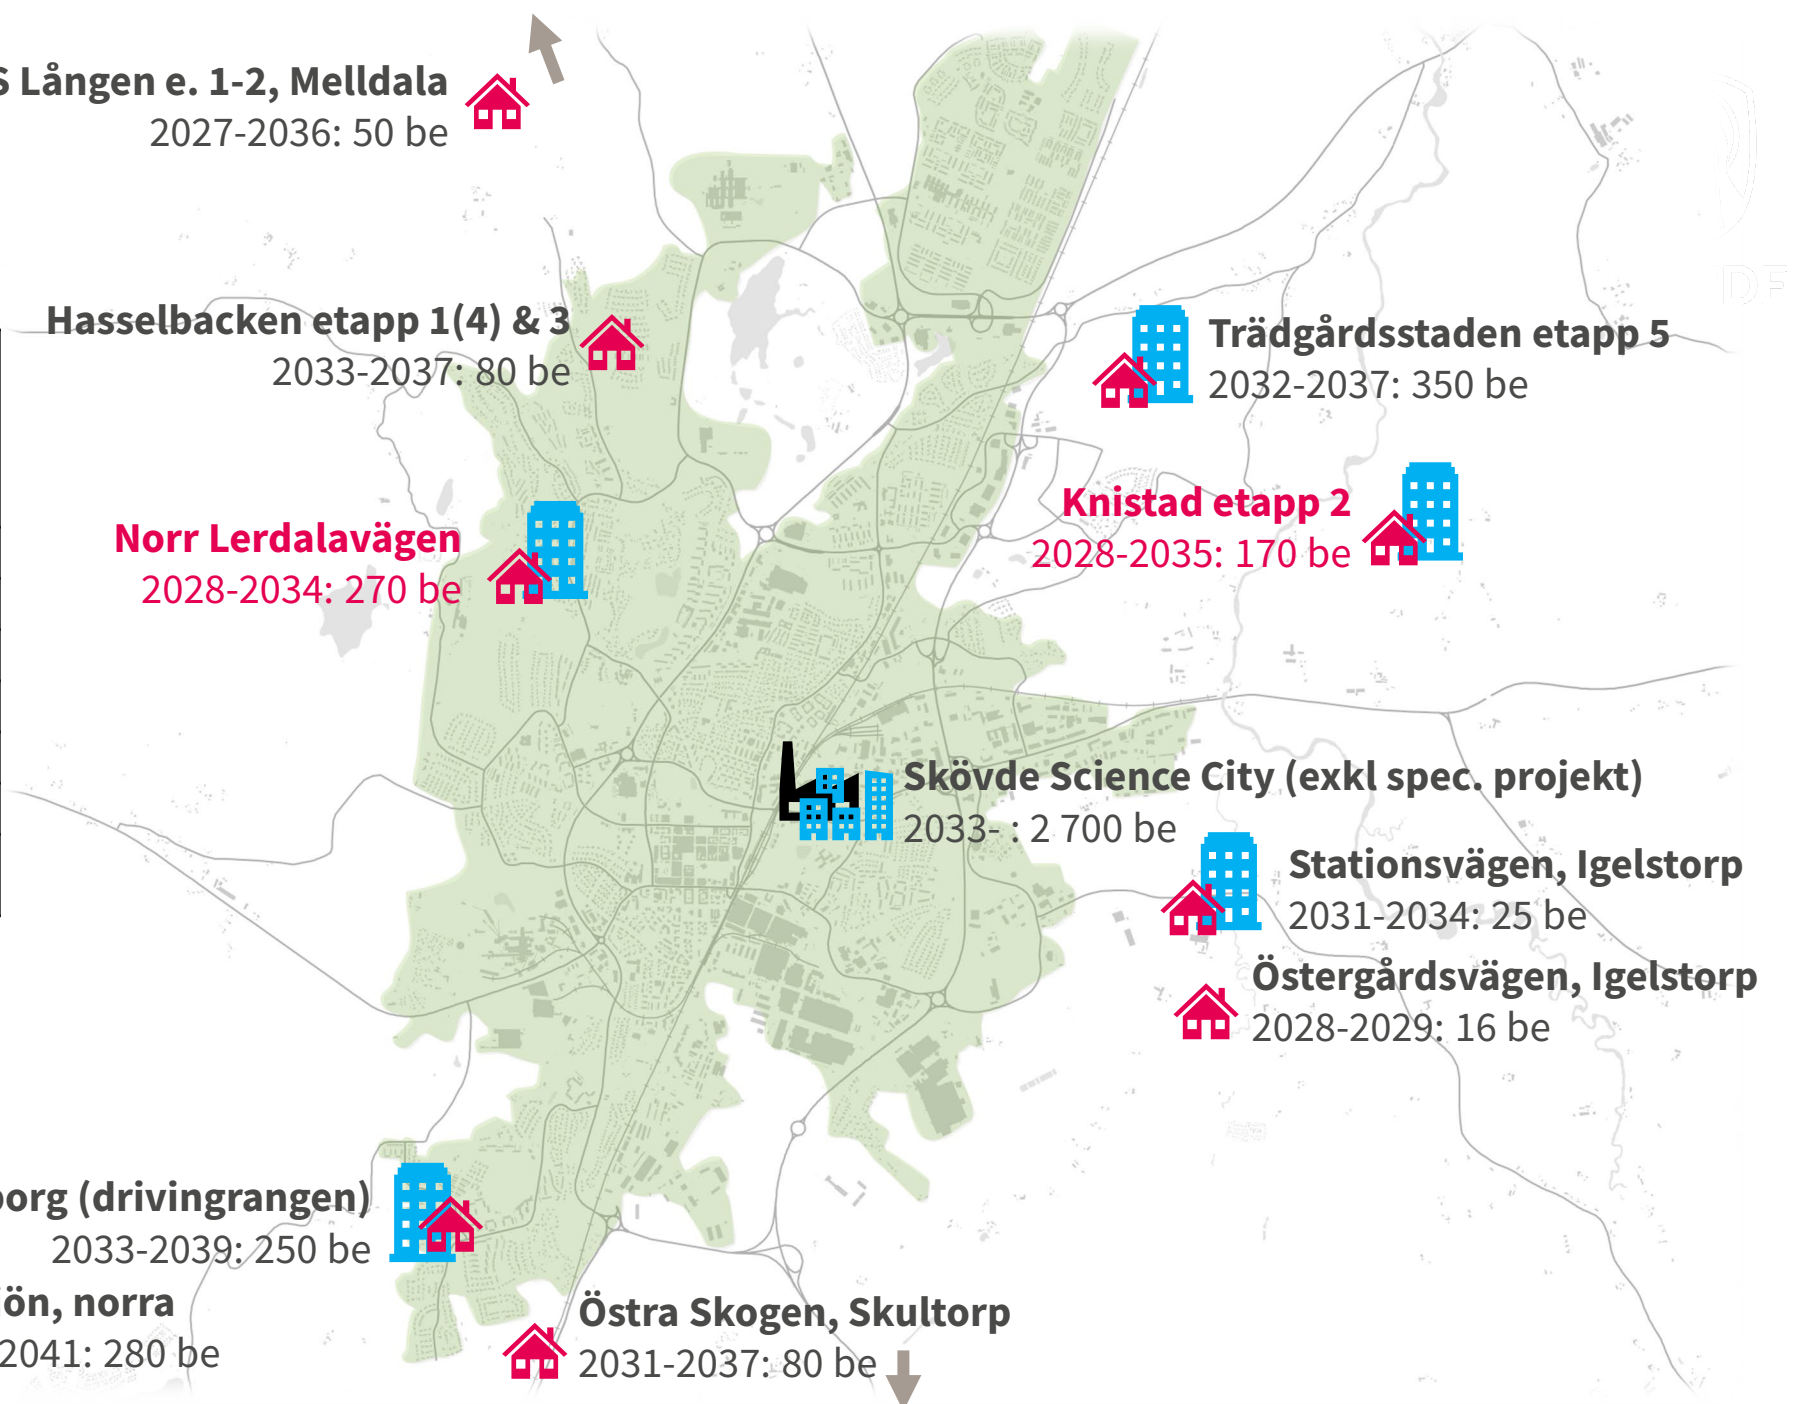 S Lången e. 1-2, Melldala
2027-2036: 50 be
Hasselbacken etapp 1(4) & 3
2033-2037: 80 be
Trädgårdsstaden etapp 5
2032-2037: 350 be
Knistad etapp 2
2028-2035: 170 be
Norr Lerdalavägen
2028-2034: 270 be
Skövde Science City (exkl spec. projekt)
2033- : 2 700 be
Stationsvägen, Igelstorp
2031-2034: 25 be
Östergårdsvägen, Igelstorp
2028-2029: 16 be
borg (drivingrangen)
2033-2039: 250 be
ön, norra
2041: 280 be
Östra Skogen, Skultorp
2031-2037: 80 be